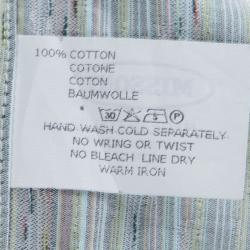 100% COTTON
COTONE
COTON
BAUMWOLLE
30 P
HAND WASH COLD SEPARATELY
NO WRING OR TWIST
NO BLEACH LINE DRY
WARM IRON